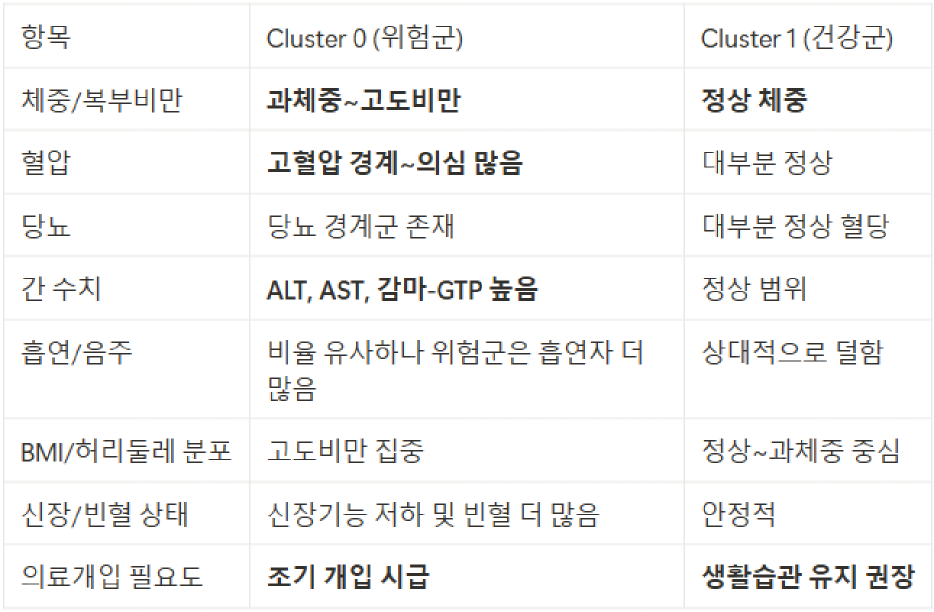 항목 Cluster 0 (위험군) Cluster 1 (건강군)
체중/복부비만 과체중~고도비만 정상 체중
혈압 고혈압 경계~의심 많음 대부분 정상
당뇨 당뇨 경계군 존재 대부분 정상 혈당
간 수치 ALT, AST, 감마-GTP 높음 정상 범위
흡연/음주 비율 유사하나 위험군은 흡연자 더 상대적으로 덜함
많음
BMI/허리둘레 분포 고도비만 집중 정상~과체중 중심
신장/빈혈 상태 신장기능 저하 및 빈혈 더 많음 안정적
의료개입 필요도 조기 개입 시급 생활습관 유지 권장